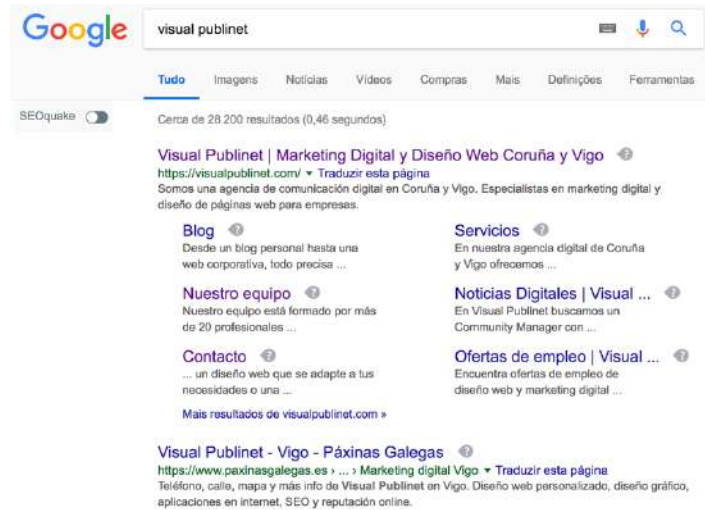 Google
visual publinet
Tudo Imagens Notícias Vídeos Compras Mais Definições Ferramentas
SEOquake
Cerca de 28 200 resultados (0,46 segundos)
Visual Publinet | Marketing Digital y Diseño Web Coruña y Vigo
https://visualpublinet.com/ ▾ Traduzir esta página
Somos una agencia de comunicación digital en Coruña y Vigo. Especialistas en marketing digital y
diseño de páginas web para empresas.
Blog
Desde un blog personal hasta una
web corporativa, todo precisa ...
Servicios
En nuestra agencia digital de Coruña
y Vigo ofrecemos ...
Nuestro equipo
Nuestro equipo está formado por más
de 20 profesionales ...
Noticias Digitales | Visual ...
En Visual Publinet buscamos un
Community Manager con ...
Contacto
... un diseño web que se adapte a tus
necesidades o una ...
Ofertas de empleo | Visual ...
Encuentra ofertas de empleo de
diseño web y marketing digital ...
Mais resultados de visualpublinet.com »
Visual Publinet - Vigo - Páxinas Galegas
https://www.paxinasgalegas.es › ... › Marketing digital Vigo ▾ Traduzir esta página
Teléfono, calle, mapa y más info de Visual Publinet en Vigo. Diseño web personalizado, diseño gráfico,
aplicaciones en internet, SEO y reputación online.